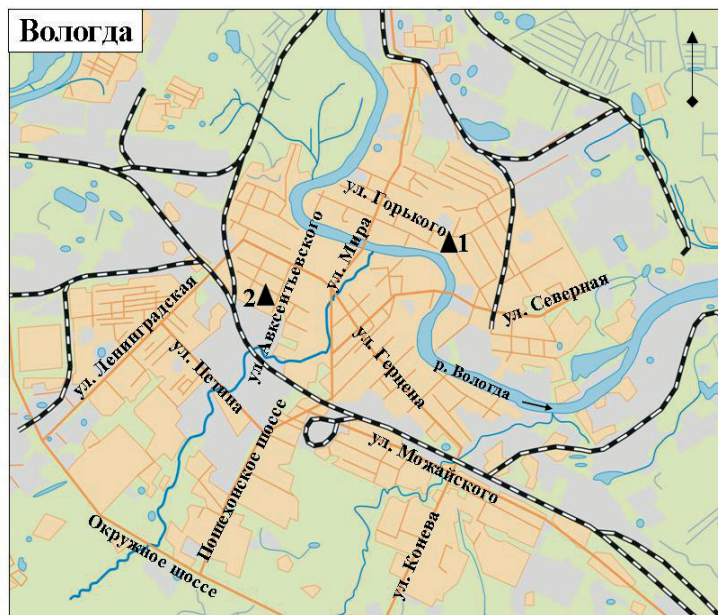 Вологда
ул. Горького
1
ул. Мира
ул. Авксентьевского
2
ул. Северная
ул. Ленинградская
ул. Петина
ул. Герцена
р. Вологда
Пошехонское шоссе
ул. Можайского
Окружное шоссе
ул. Конева